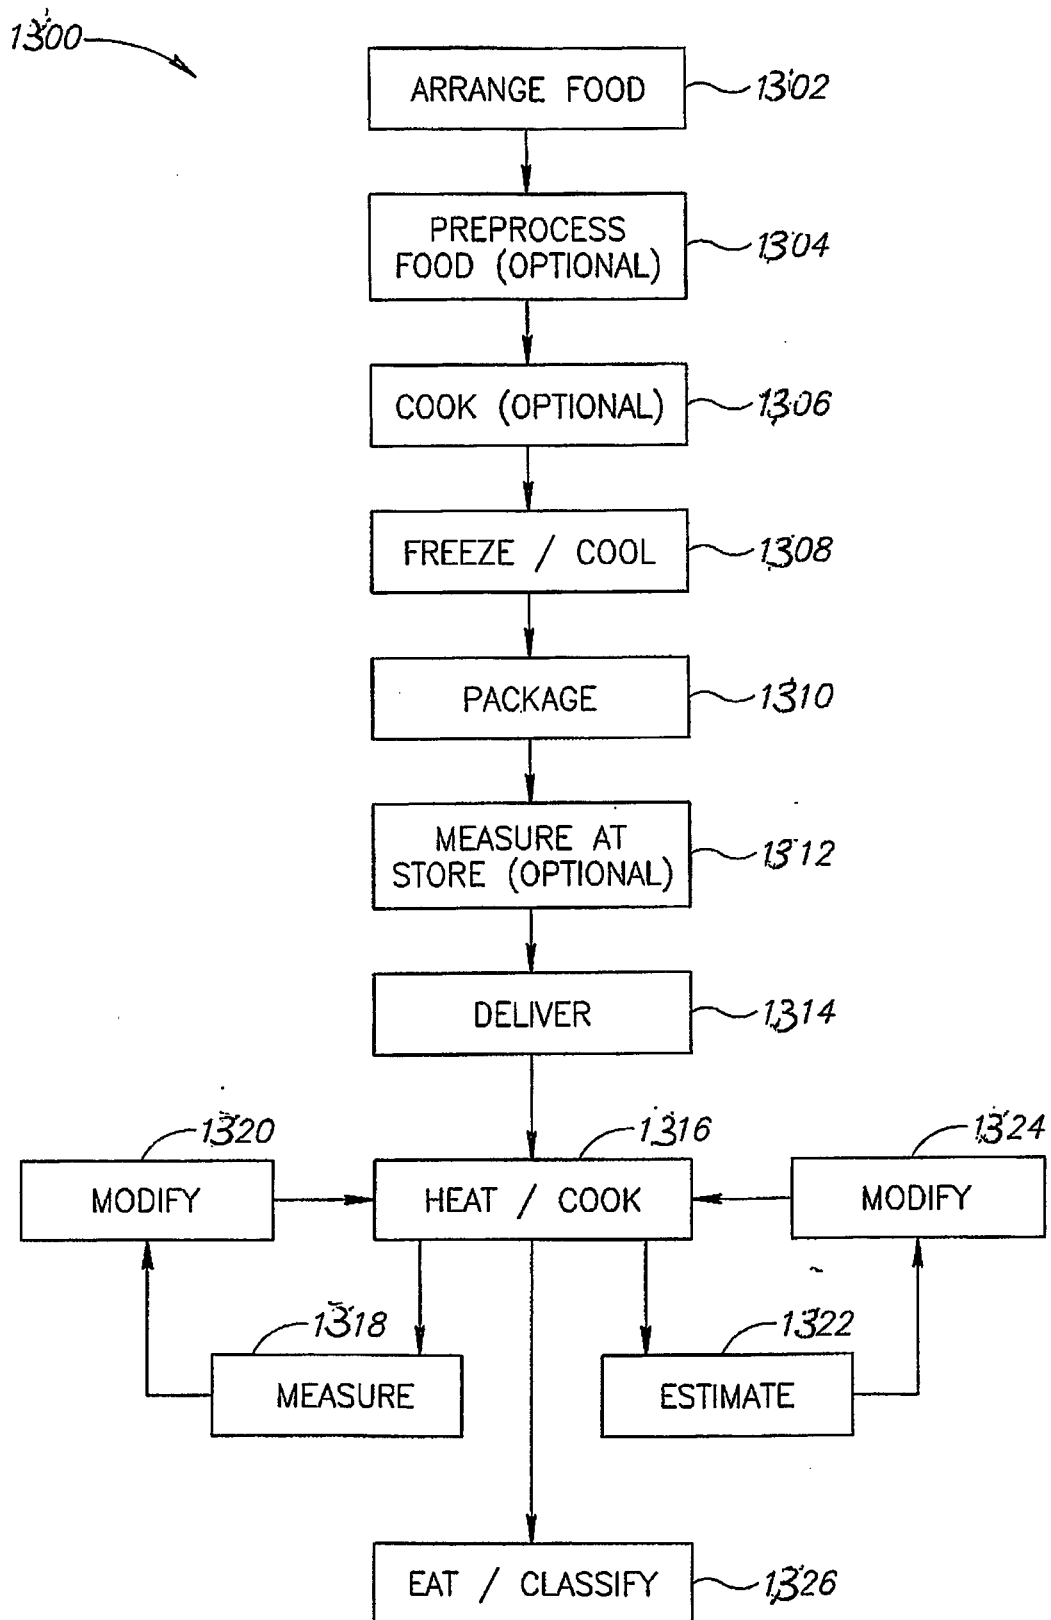 1300
ARRANGE FOOD
1302
PREPROCESS
FOOD (OPTIONAL)
1304
COOK (OPTIONAL)
1306
FREEZE / COOL
1308
PACKAGE
1310
MEASURE AT
STORE (OPTIONAL)
1312
DELIVER
1314
1320
MODIFY
1316
HEAT / COOK
1324
MODIFY
1318
MEASURE
1322
ESTIMATE
EAT / CLASSIFY
1326